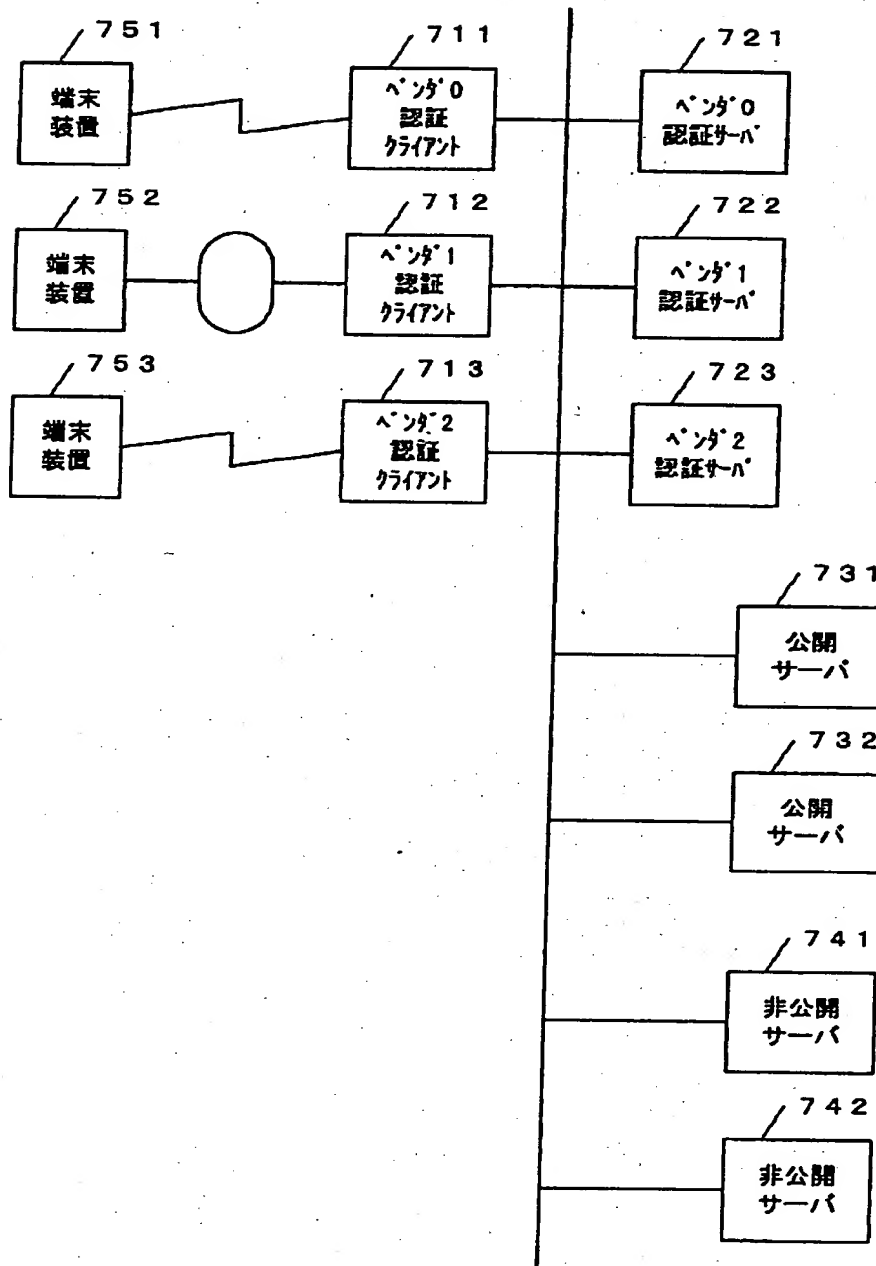 ７５１
端末
装置
７１１
ﾍﾞﾝﾀﾞ0
認証
ｸﾗｲｱﾝﾄ
７２１
ﾍﾞﾝﾀﾞ0
認証ｻｰﾊﾞ
７５２
端末
装置
７１２
ﾍﾞﾝﾀﾞ1
認証
ｸﾗｲｱﾝﾄ
７２２
ﾍﾞﾝﾀﾞ1
認証ｻｰﾊﾞ
７５３
端末
装置
７１３
ﾍﾞﾝﾀﾞ2
認証
ｸﾗｲｱﾝﾄ
７２３
ﾍﾞﾝﾀﾞ2
認証ｻｰﾊﾞ
７３１
公開
サーバ
７３２
公開
サーバ
７４１
非公開
サーバ
７４２
非公開
サーバ